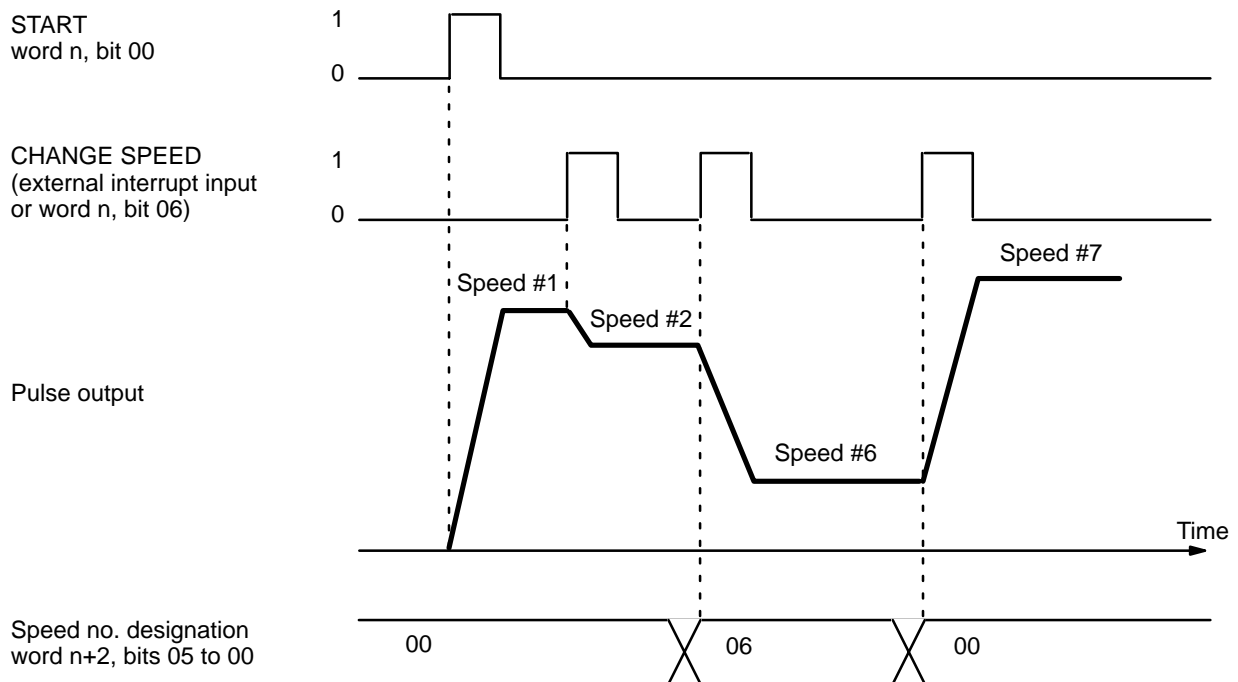 START
word n, bit 00
1
0
CHANGE SPEED
(external interrupt input
or word n, bit 06)
1
0
Speed #1
Speed #2
Speed #6
Speed #7
Pulse output
Time
Speed no. designation
word n+2, bits 05 to 00
00
06
00